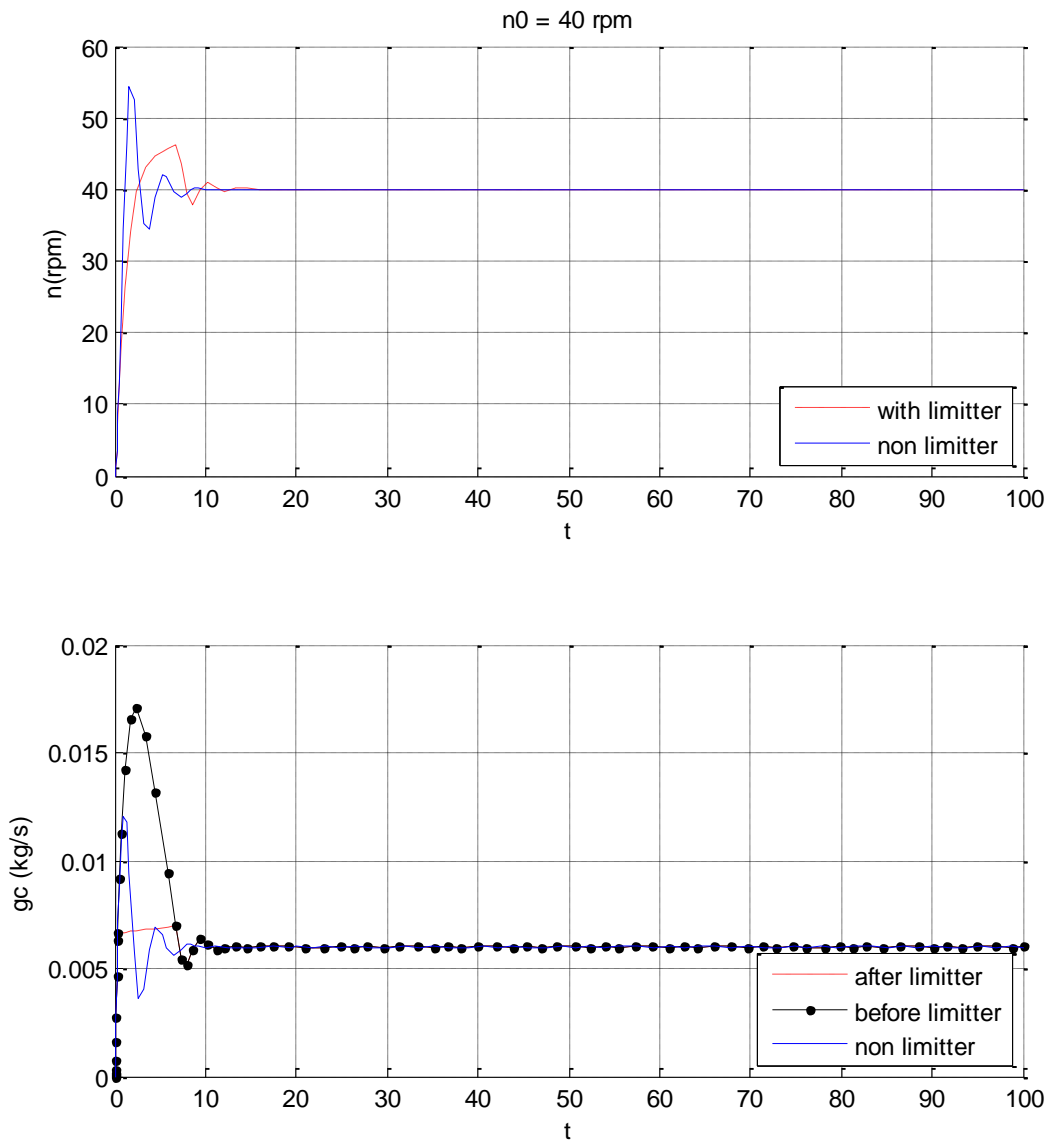 n0 = 40 rpm
60
50
40
30
20
10
0
n(rpm)
0 10 20 30 40 50 60 70 80 90 100
t
with limitter
non limitter
0.02
0.015
0.01
0.005
0
gc (kg/s)
0 10 20 30 40 50 60 70 80 90 100
t
after limitter
before limitter
non limitter